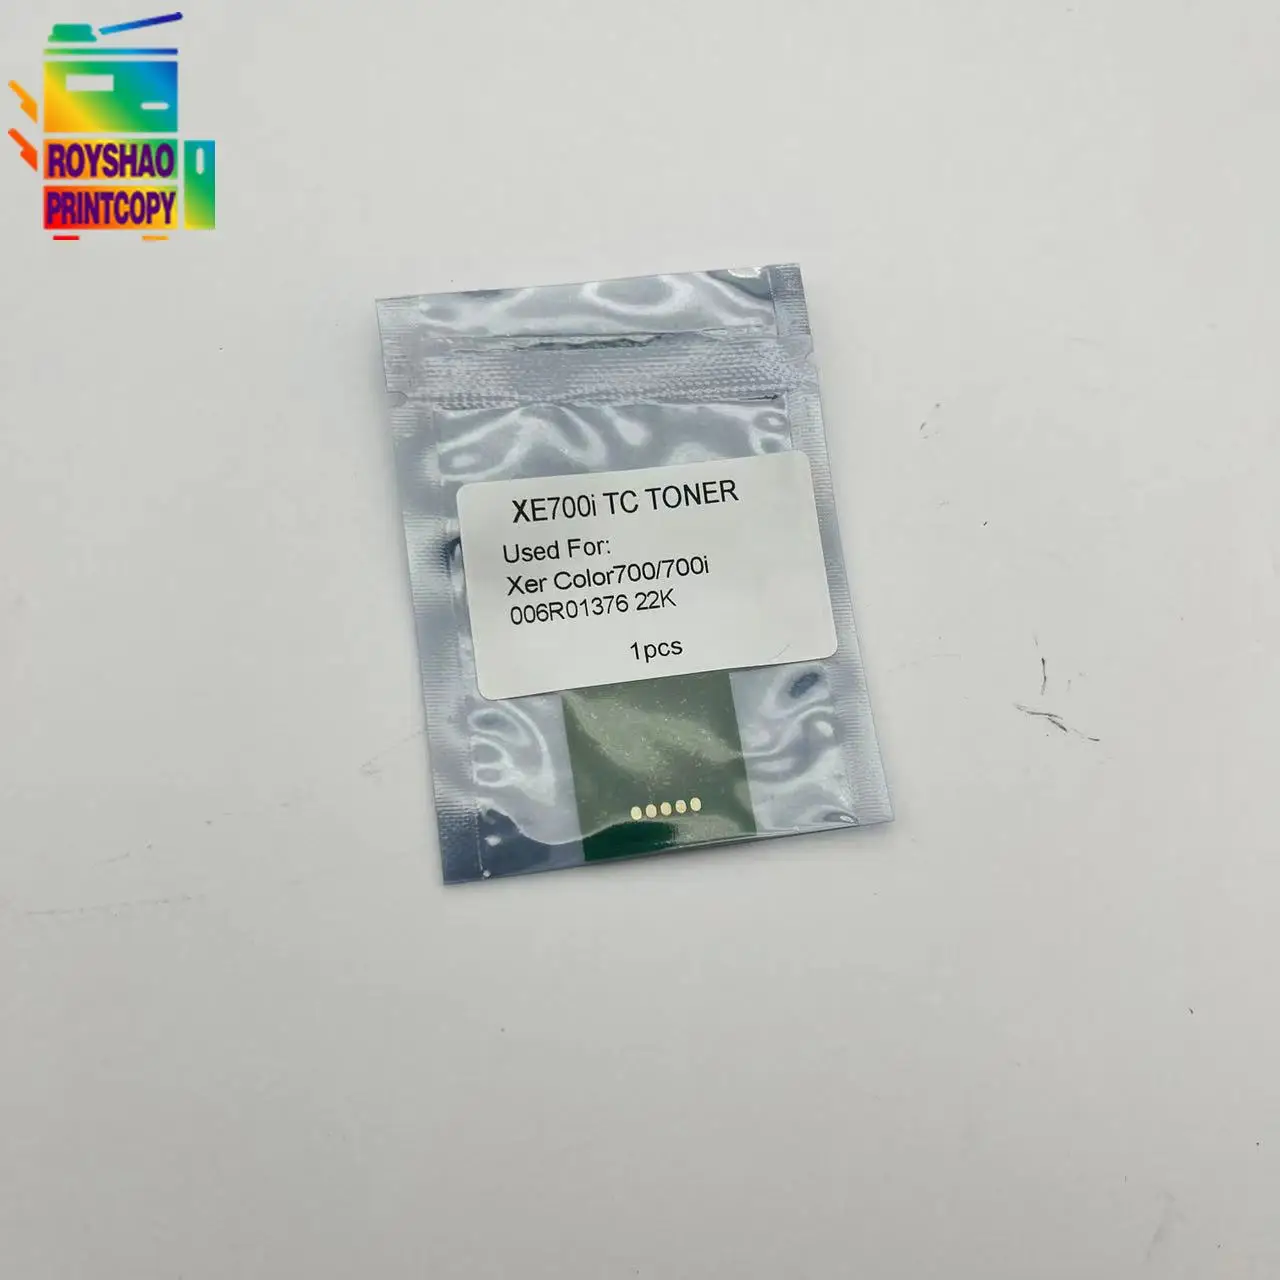 ROYSHAO
PRINTCOPY
XE700i TC TONER
Used For:
Xer Color700/700i
006R01376 22K
1pcs